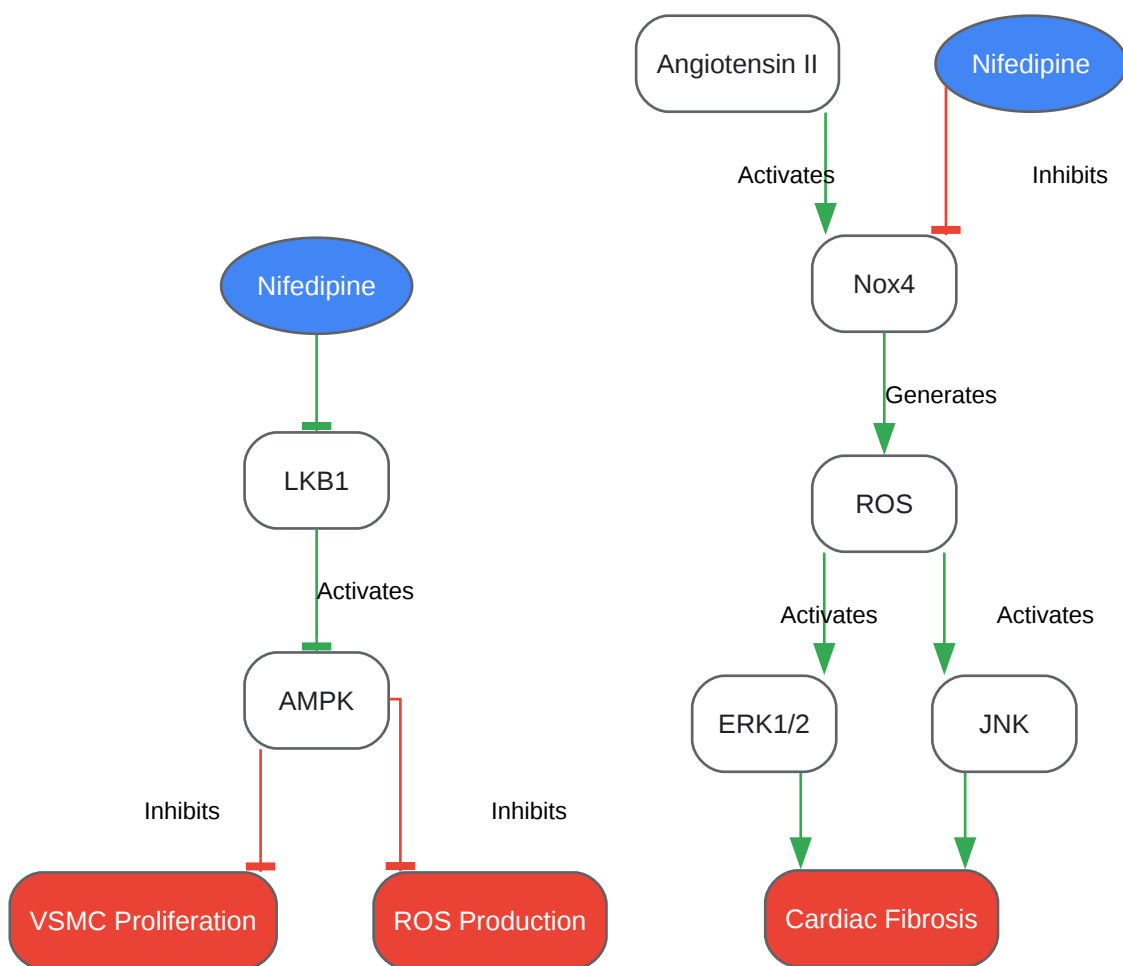 Angiotensin II
Nifedipine
Activates
Inhibits
Nox4
Nifedipine
Generates
LKB1
ROS
Activates
Activates
Activates
AMPK
ERK1/2
JNK
Inhibits
Inhibits
VSMC Proliferation
ROS Production
Cardiac Fibrosis